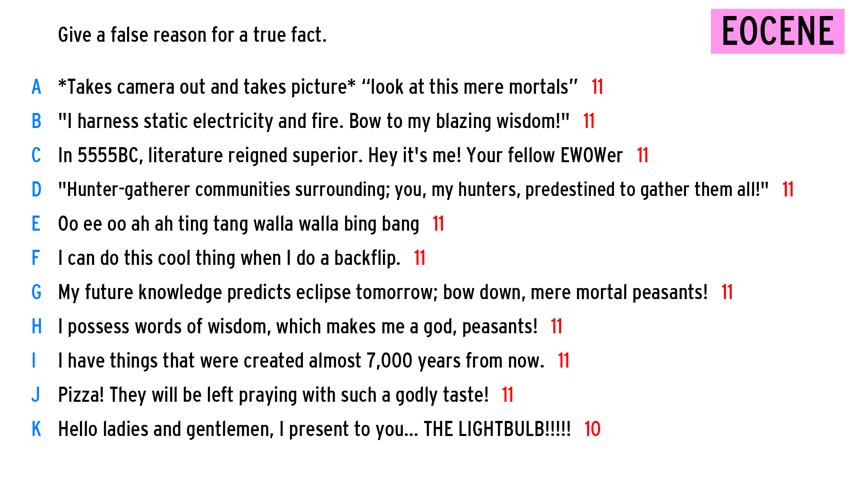 Give a false reason for a true fact.
EOCENE
A *Takes camera out and takes picture* “look at this mere mortals” 11
B "I harness static electricity and fire. Bow to my blazing wisdom!" 11
C In 5555BC, literature reigned superior. Hey it's me! Your fellow EWOWer 11
D "Hunter-gatherer communities surrounding; you, my hunters, predestined to gather them all!" 11
E Oo ee oo ah ah ting tang walla walla bing bang 11
F I can do this cool thing when I do a backflip. 11
G My future knowledge predicts eclipse tomorrow; bow down, mere mortal peasants! 11
H I possess words of wisdom, which makes me a god, peasants! 11
I I have things that were created almost 7,000 years from now. 11
J Pizza! They will be left praying with such a godly taste! 11
K Hello ladies and gentlemen, I present to you... THE LIGHTBULB!!!!! 10